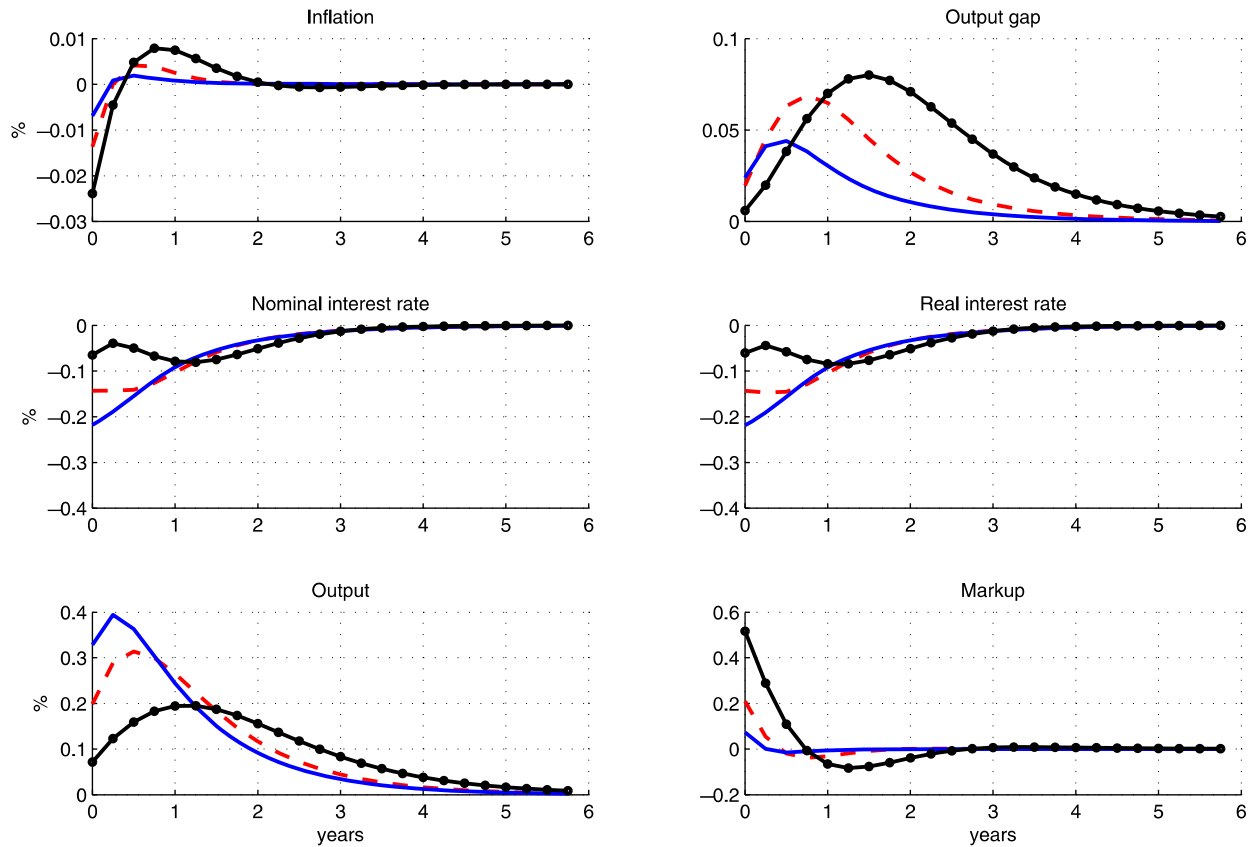 Inflation
0.01
0
−0.01
−0.02
−0.03
%
0 1 2 3 4 5 6
Output gap
0.1
0.05
0
0 1 2 3 4 5 6
Nominal interest rate
0
−0.1
−0.2
−0.3
−0.4
%
0 1 2 3 4 5 6
Real interest rate
0
−0.1
−0.2
−0.3
−0.4
0 1 2 3 4 5 6
Output
0.4
0.3
0.2
0.1
0
%
0 1 2 3 4 5 6
years
Markup
0.6
0.4
0.2
0
−0.2
0 1 2 3 4 5 6
years